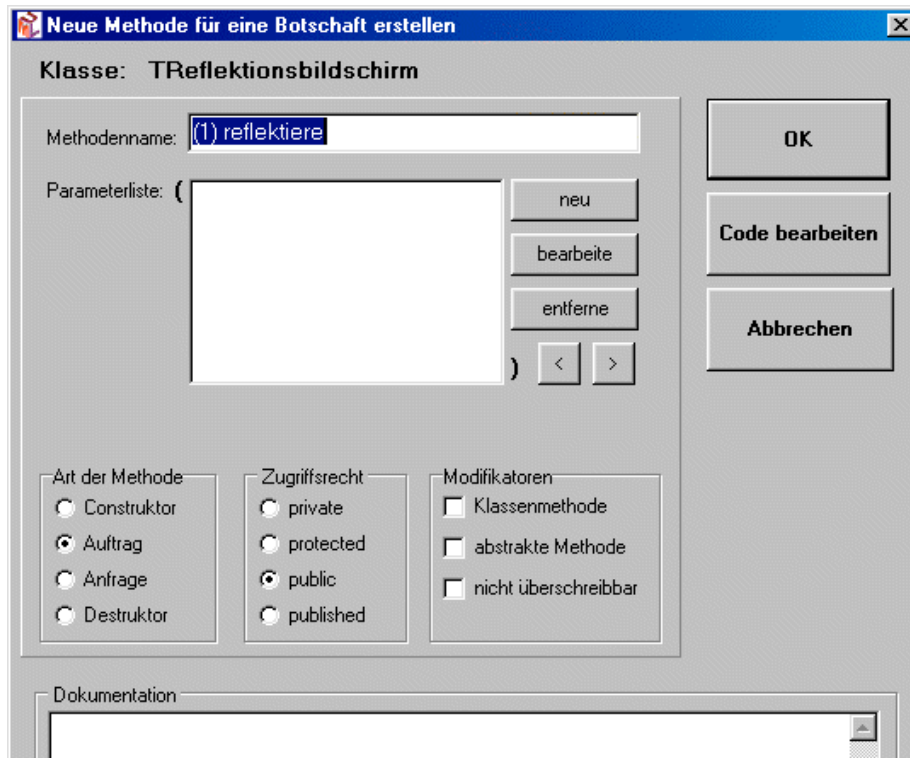 Neue Methode für eine Botschaft erstellen
Klasse: TReflektionsbildschirm
Methodenname: (1) reflektiere
OK
Parameterliste: (
neu
Code bearbeiten
bearbeite
entferne
Abbrechen
) < >
Art der Methode
Construktor
Auftrag
Anfrage
Destruktor
Zugriffsrecht
private
protected
public
published
Modifikatoren
Klassenmethode
abstrakte Methode
nicht überschreibbar
Dokumentation